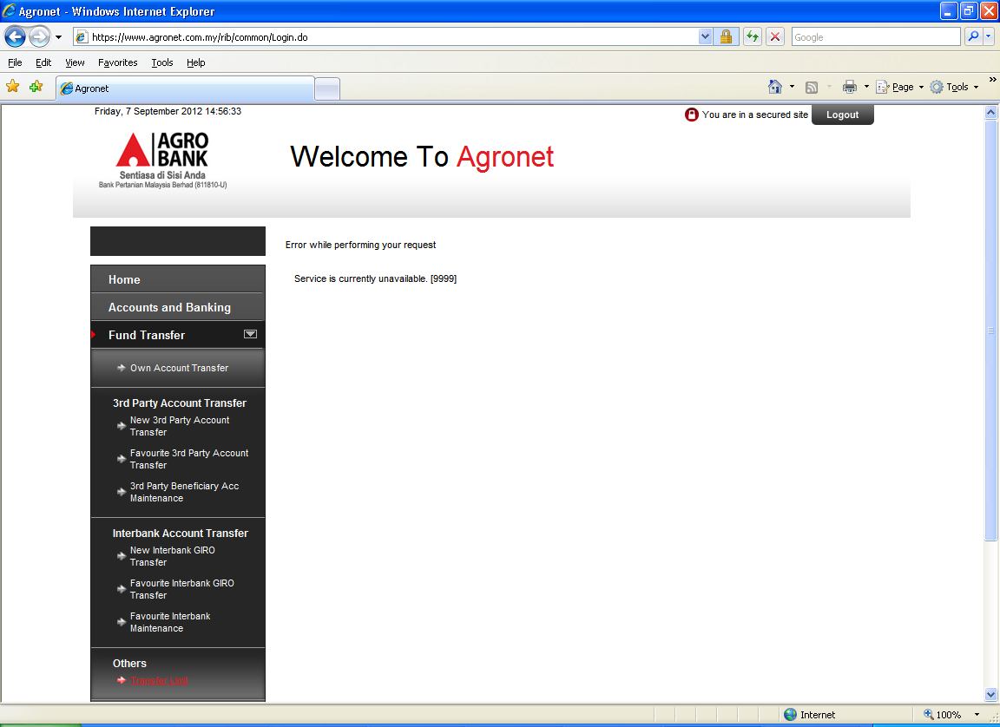 Agronet - Windows Internet Explorer
https://www.agronet.com.my/rib/common/Login.do
Google
File Edit View Favorites Tools Help
Agronet
Page Tools »
Friday, 7 September 2012 14:56:33
You are in a secured site
Logout
AGRO
BANK
Sentiasa di Sisi Anda
Bank Pertanian Malaysia Berhad (811810-U)
Welcome To Agronet
Error while performing your request
Service is currently unavailable. [9999]
Home
Accounts and Banking
Fund Transfer
Own Account Transfer
3rd Party Account Transfer
New 3rd Party Account
Transfer
Favourite 3rd Party Account
Transfer
3rd Party Beneficiary Acc
Maintenance
Interbank Account Transfer
New Interbank GIRO
Transfer
Favourite Interbank GIRO
Transfer
Favourite Interbank
Maintenance
Others
Transfer Limit
Internet
100%